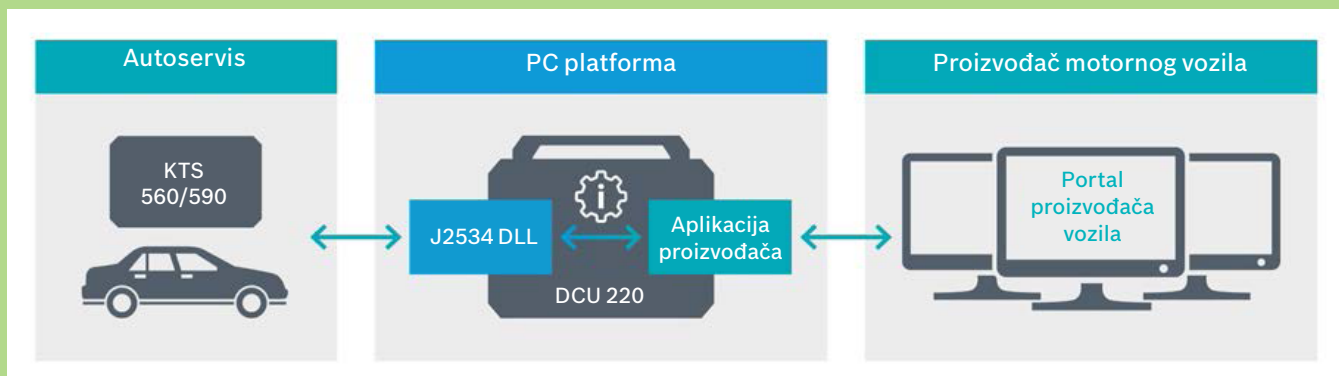 Autoservis
PC platforma
Proizvođač motornog vozila
KTS
560/590
J2534 DLL
Aplikacija
proizvođača
DCU 220
Portal
proizvođača
vozila